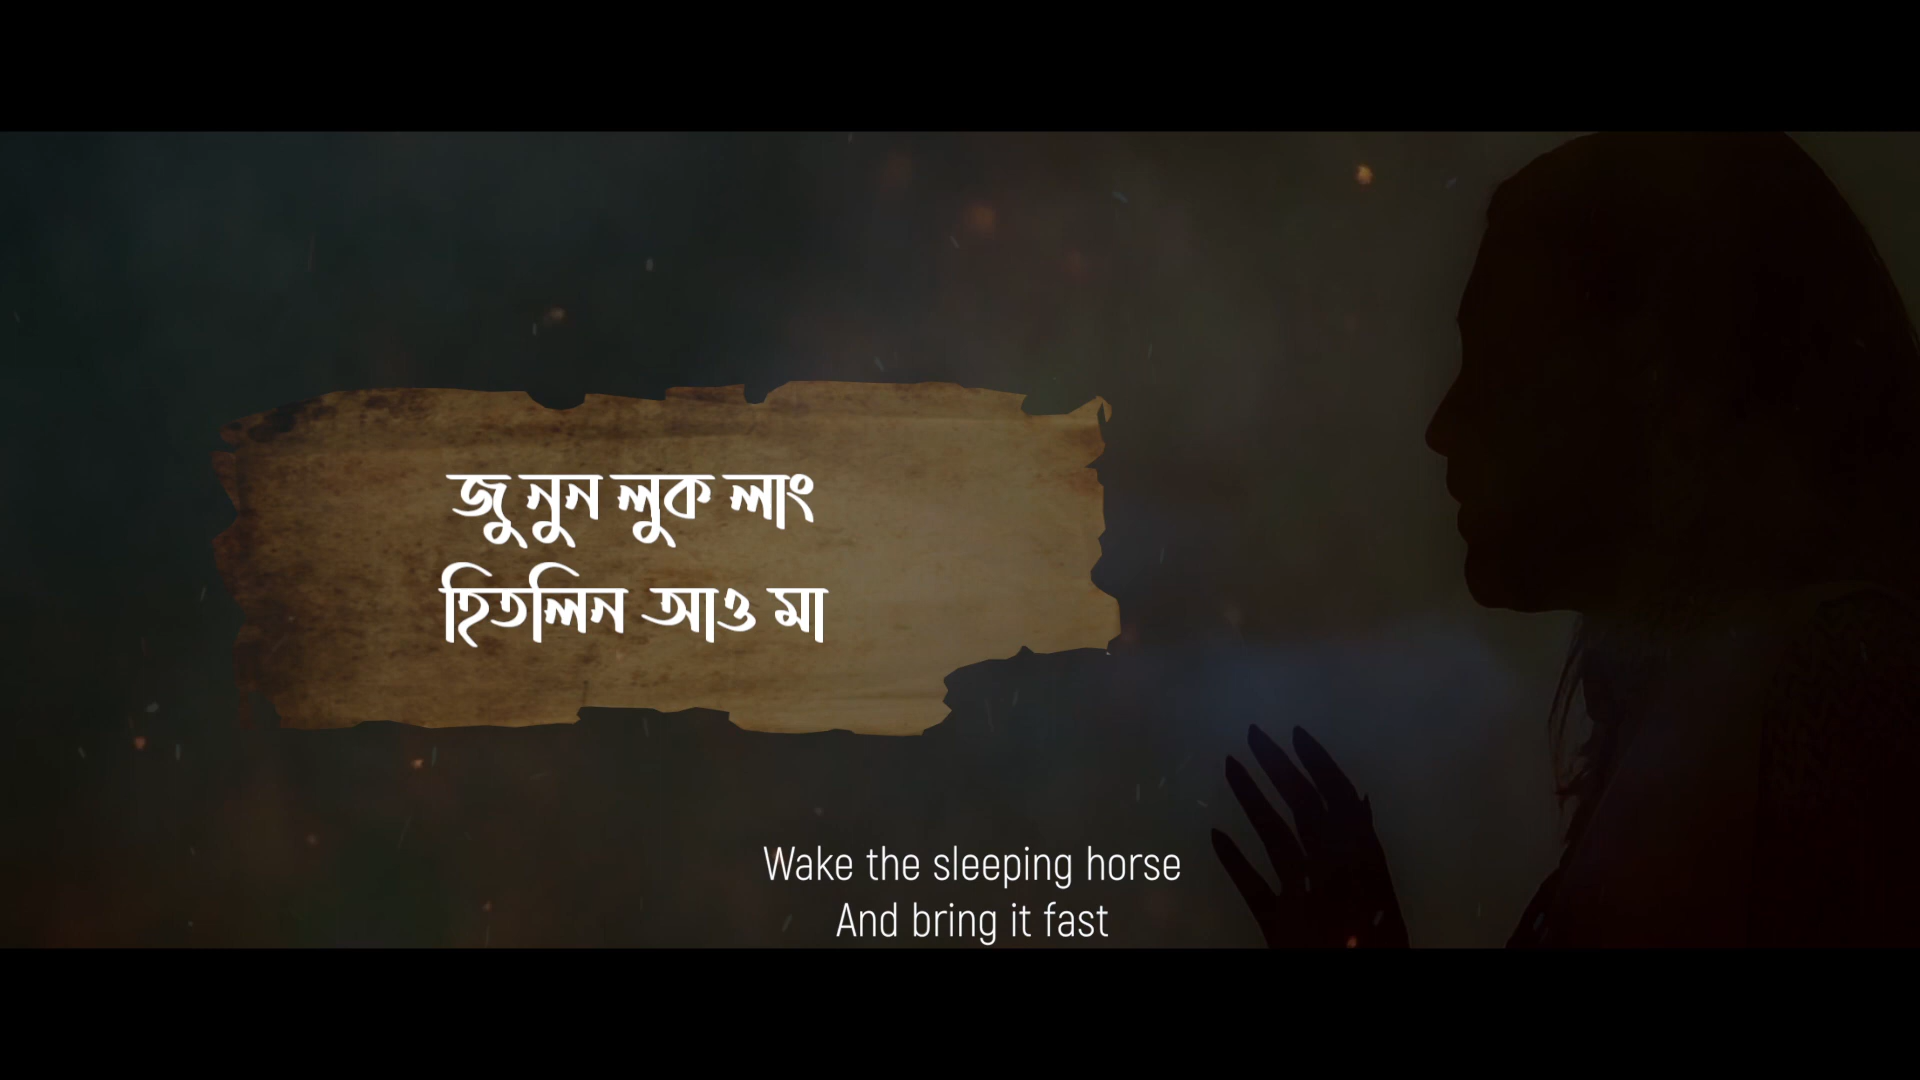 জু নুন লুক লাং
হিতলিন আও মা
Wake the sleeping horse
And bring it fast